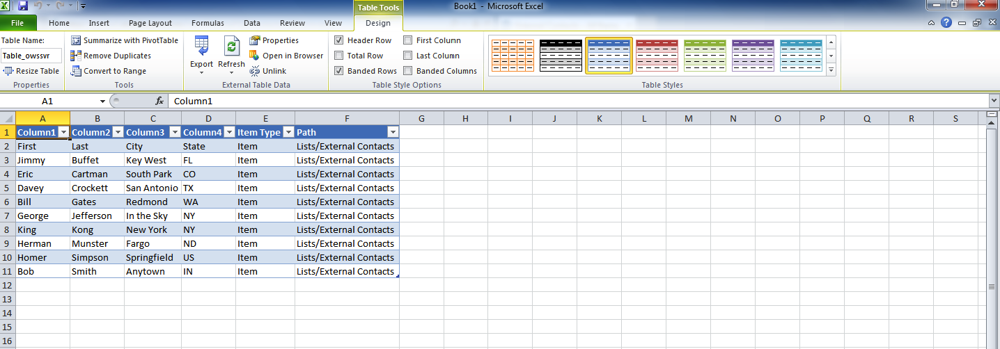 Table Tools
Book1 - Microsoft Excel
File Home Insert Page Layout Formulas Data Review View Design
Table Name:
Table_owssvr
Resize Table
Properties
Summarize with PivotTable
Remove Duplicates
Convert to Range
Tools
Export
Refresh
Properties
Open in Browser
Unlink
External Table Data
Header Row
Total Row
Banded Rows
First Column
Last Column
Banded Columns
Table Style Options
Table Styles
A1 fx Column1
A B C D E F G H I J K L M N O P Q R S
1 Column1 Column2 Column3 Column4 Item Type Path
2 First Last City State Item Lists/External Contacts
3 Jimmy Buffet Key West FL Item Lists/External Contacts
4 Eric Cartman South Park CO Item Lists/External Contacts
5 Davey Crockett San Antonio TX Item Lists/External Contacts
6 Bill Gates Redmond WA Item Lists/External Contacts
7 George Jefferson In the Sky NY Item Lists/External Contacts
8 King Kong New York NY Item Lists/External Contacts
9 Herman Munster Fargo ND Item Lists/External Contacts
10 Homer Simpson Springfield US Item Lists/External Contacts
11 Bob Smith Anytown IN Item Lists/External Contacts
12
13
14
15
16